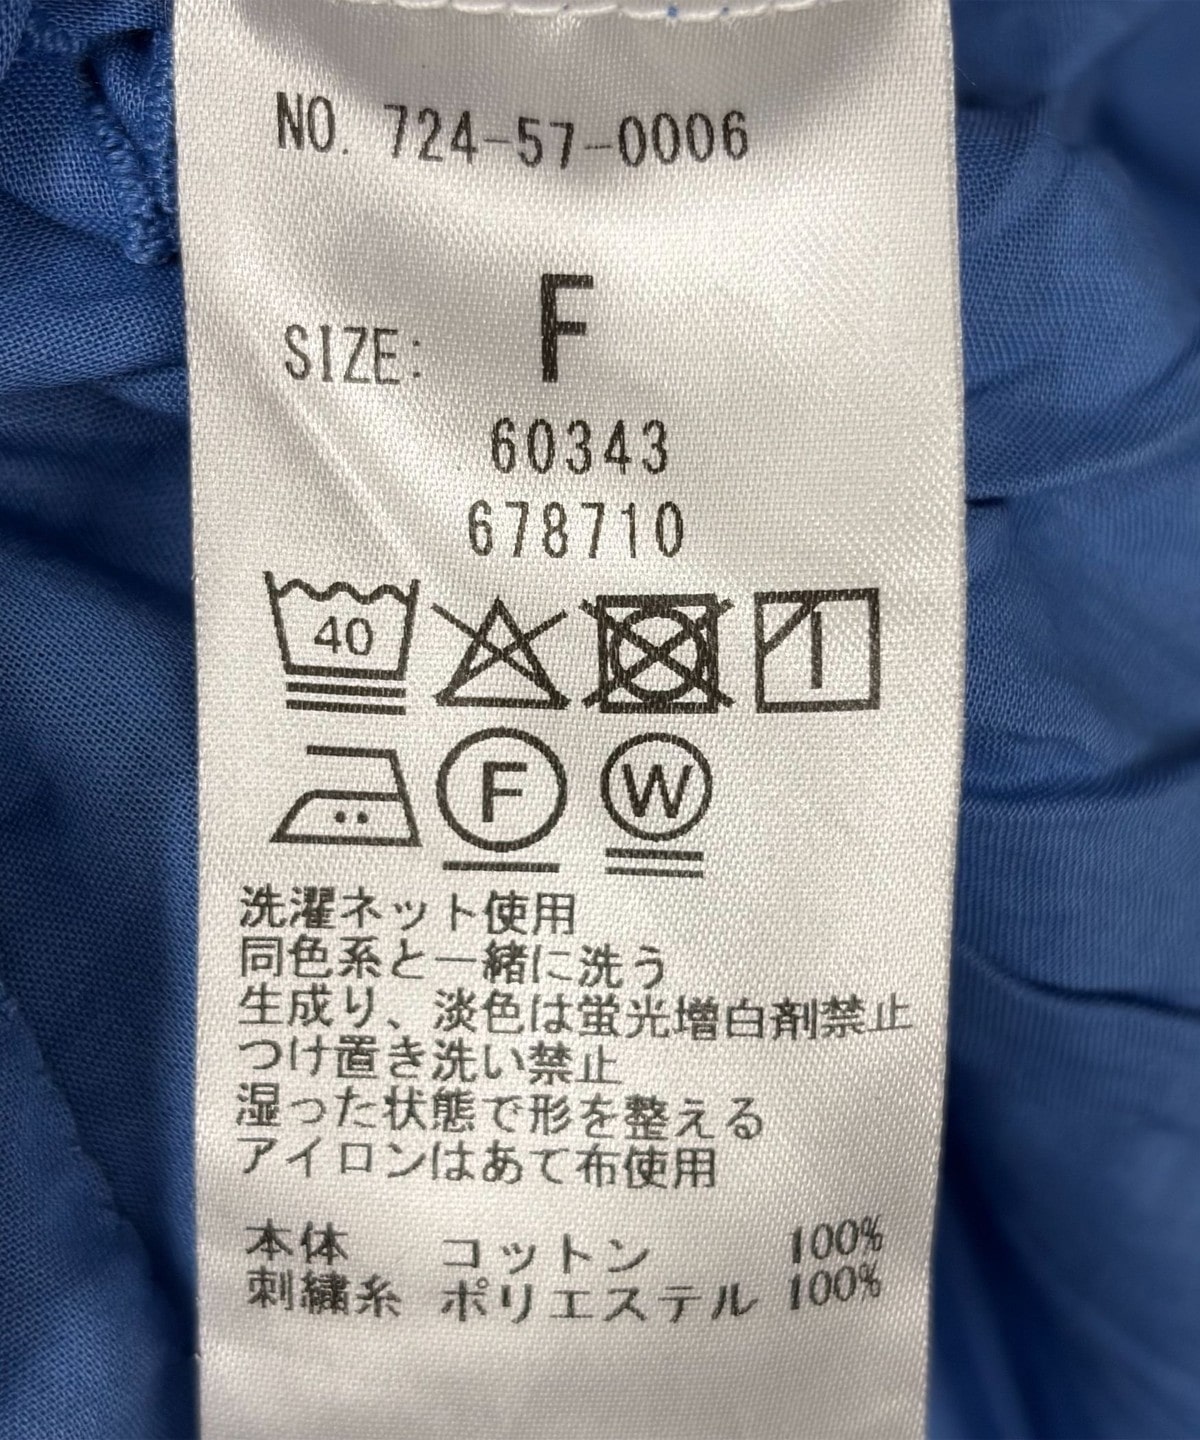 NO. 724-57-0006
SIZE: F
60343
678710
40
F W
洗濯ネット使用
同色系と一緒に洗う
生成り、淡色は蛍光増白剤禁止
つけ置き洗い禁止
湿った状態で形を整える
アイロンはあて布使用
本体 コットン 100%
刺繍糸 ポリエステル 100%